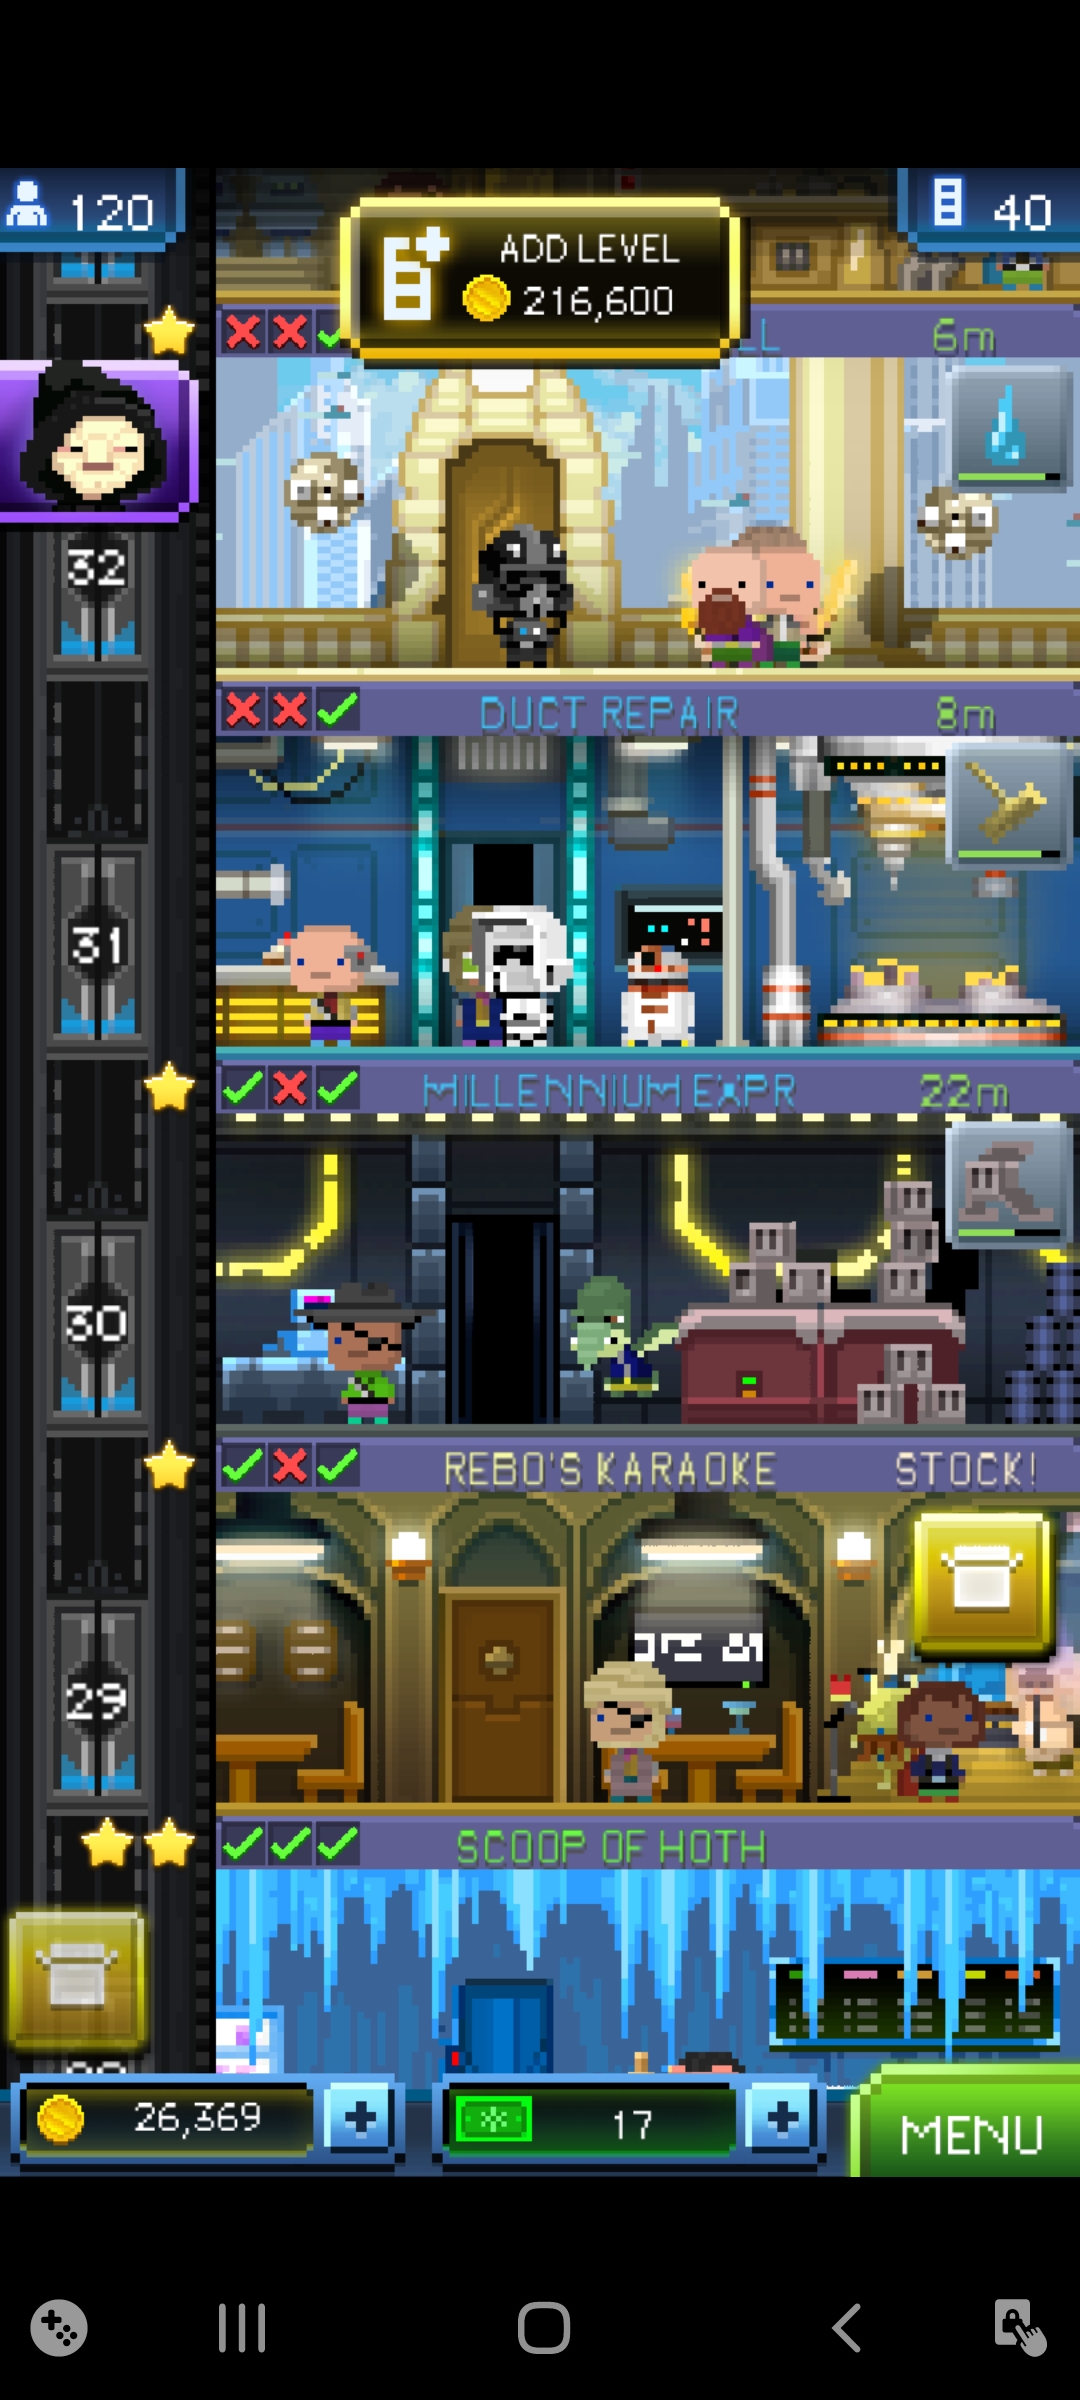 120
ADD LEVEL
216,600
40
LL 6m
32
DUCT REPAIR 8m
31
MILLENNIUM EXPR 22m
30
REBO'S KARAOKE STOCK!
29
SCOOP OF HOTH
26,369
17
MENU